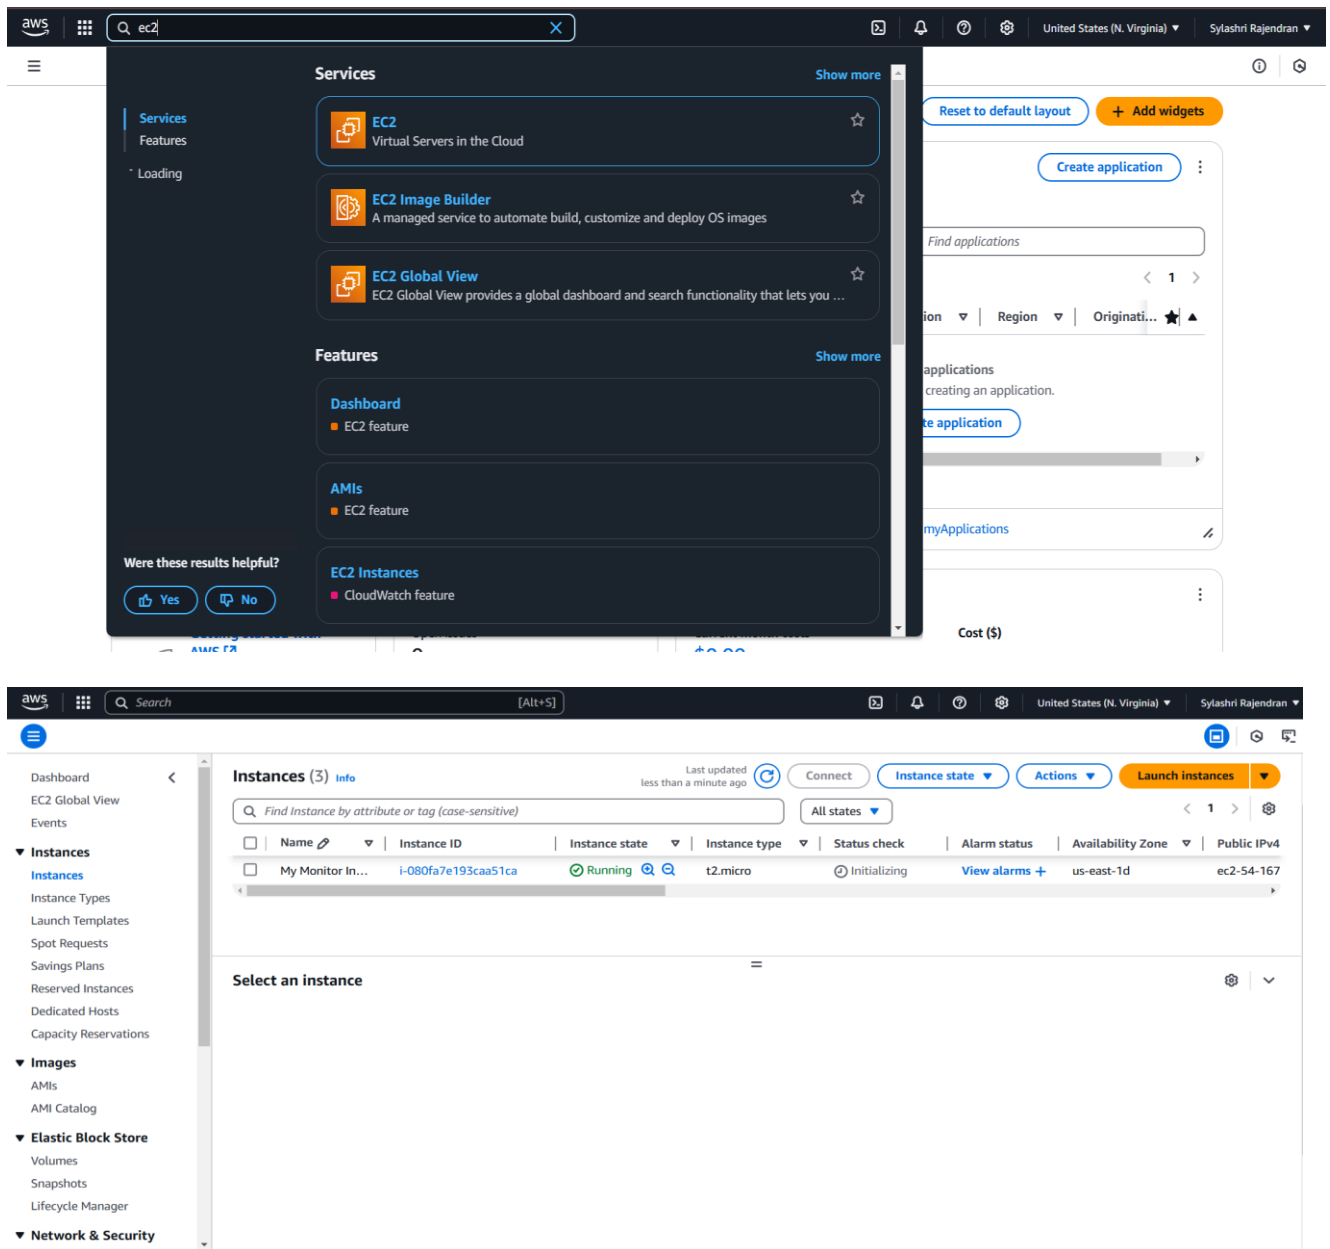 aws
ec2
United States (N. Virginia)
Sylashri Rajendran
Services
Show more
Services
Features
Loading
EC2
Virtual Servers in the Cloud
EC2 Image Builder
A managed service to automate build, customize and deploy OS images
EC2 Global View
EC2 Global View provides a global dashboard and search functionality that lets you ...
Features
Show more
Dashboard
EC2 feature
AMIs
EC2 feature
EC2 Instances
CloudWatch feature
Were these results helpful?
Yes
No
Reset to default layout
+ Add widgets
Create application
Find applications
1
ion
Region
Originati...
applications
creating an application.
te application
myApplications
Cost ($)
AWS
aws
Search
[Alt+S]
United States (N. Virginia)
Sylashri Rajendran
Dashboard
EC2 Global View
Events
Instances
Instances
Instance Types
Launch Templates
Spot Requests
Savings Plans
Reserved Instances
Dedicated Hosts
Capacity Reservations
Images
AMIs
AMI Catalog
Elastic Block Store
Volumes
Snapshots
Lifecycle Manager
Network & Security
Instances (3) Info
Last updated
less than a minute ago
Connect
Instance state
Actions
Launch instances
Find Instance by attribute or tag (case-sensitive)
All states
1
Name
Instance ID
Instance state
Instance type
Status check
Alarm status
Availability Zone
Public IPv4
My Monitor In...
i-080fa7e193caa51ca
Running
t2.micro
Initializing
View alarms +
us-east-1d
ec2-54-167
Select an instance